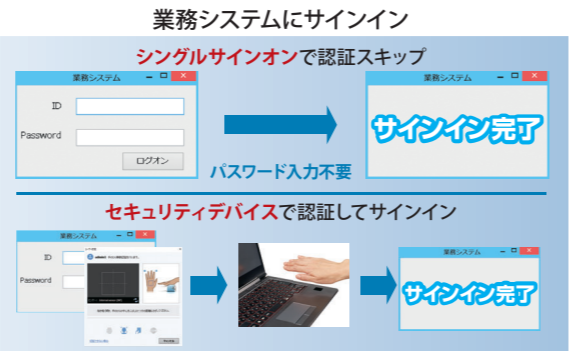 業務システムにサインイン
シングルサインオンで認証スキップ
業務システム
ID
Password
ログオン
パスワード入力不要
業務システム
サインイン完了
セキュリティデバイスで認証してサインイン
業務システム
ID
Password
業務システム
サインイン完了